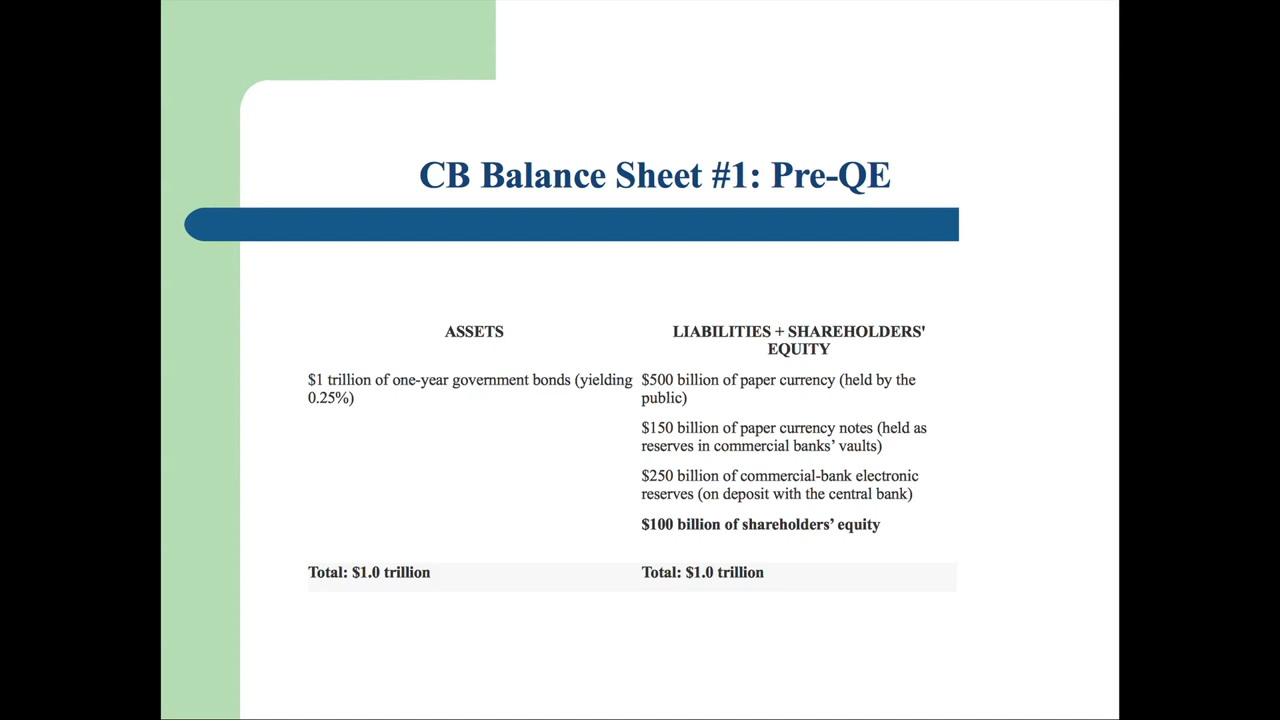 CB Balance Sheet #1: Pre-QE
ASSETS
LIABILITIES + SHAREHOLDERS'
EQUITY
$1 trillion of one-year government bonds (yielding
0.25%)
$500 billion of paper currency (held by the
public)
$150 billion of paper currency notes (held as
reserves in commercial banks’ vaults)
$250 billion of commercial-bank electronic
reserves (on deposit with the central bank)
$100 billion of shareholders’ equity
Total: $1.0 trillion
Total: $1.0 trillion